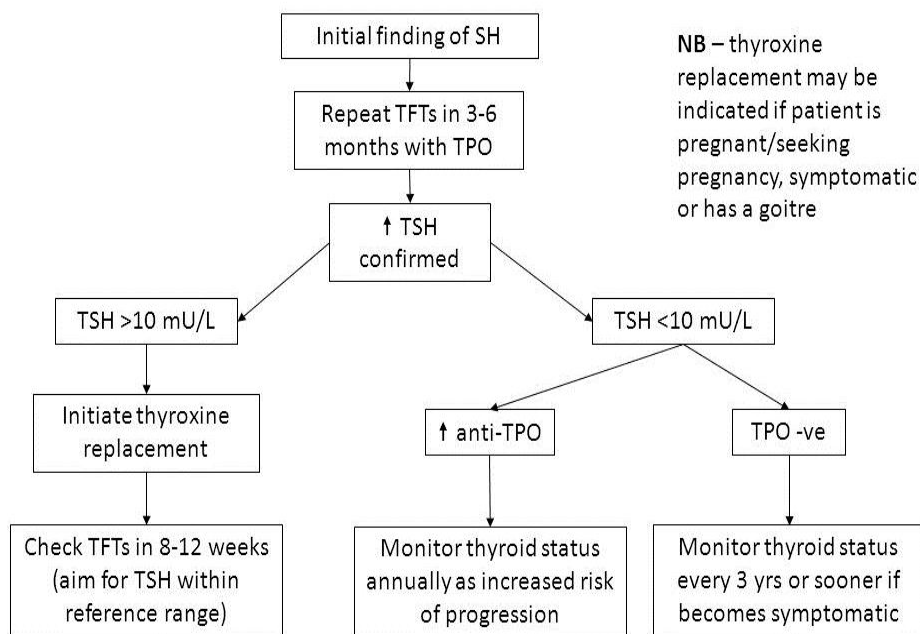 Initial finding of SH
NB – thyroxine
replacement may be
indicated if patient is
pregnant/seeking
pregnancy, symptomatic
or has a goitre
Repeat TFTs in 3-6
months with TPO
↑ TSH
confirmed
TSH >10 mU/L
TSH <10 mU/L
Initiate thyroxine
replacement
↑ anti-TPO
TPO -ve
Check TFTs in 8-12 weeks
(aim for TSH within
reference range)
Monitor thyroid status
annually as increased risk
of progression
Monitor thyroid status
every 3 yrs or sooner if
becomes symptomatic